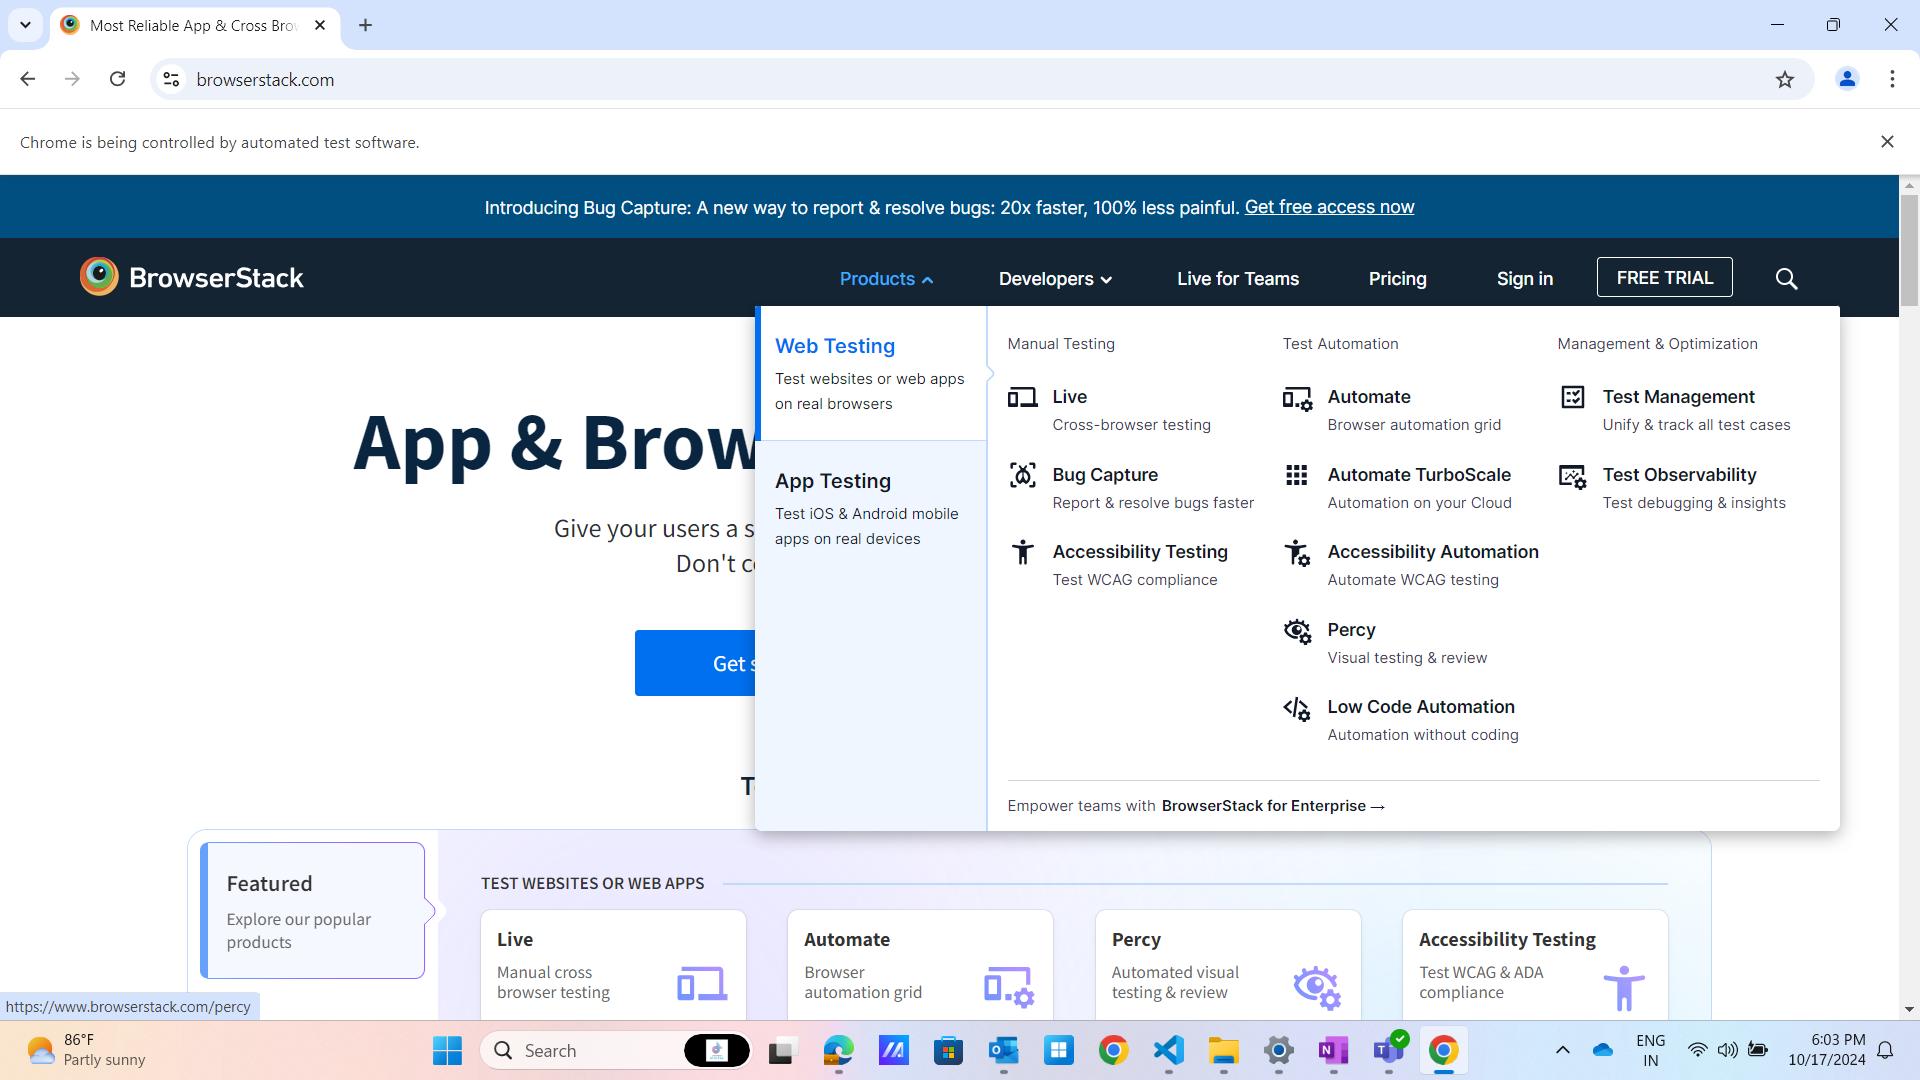 Most Reliable App & Cross Bro
browserstack.com
Chrome is being controlled by automated test software.
Introducing Bug Capture: A new way to report & resolve bugs: 20x faster, 100% less painful. Get free access now
BrowserStack
Products
Developers
Live for Teams
Pricing
Sign in
FREE TRIAL
App & Brow
Give your users a s
Don't c
Get s
T
Web Testing
Test websites or web apps
on real browsers
App Testing
Test iOS & Android mobile
apps on real devices
Manual Testing
Live
Cross-browser testing
Bug Capture
Report & resolve bugs faster
Accessibility Testing
Test WCAG compliance
Test Automation
Automate
Browser automation grid
Automate TurboScale
Automation on your Cloud
Accessibility Automation
Automate WCAG testing
Percy
Visual testing & review
Low Code Automation
Automation without coding
Management & Optimization
Test Management
Unify & track all test cases
Test Observability
Test debugging & insights
Empower teams with BrowserStack for Enterprise →
Featured
Explore our popular
products
TEST WEBSITES OR WEB APPS
Live
Manual cross
browser testing
Automate
Browser
automation grid
Percy
Automated visual
testing & review
Accessibility Testing
Test WCAG & ADA
compliance
https://www.browserstack.com/percy
86°F
Partly sunny
Search
ENG
IN
6:03 PM
10/17/2024